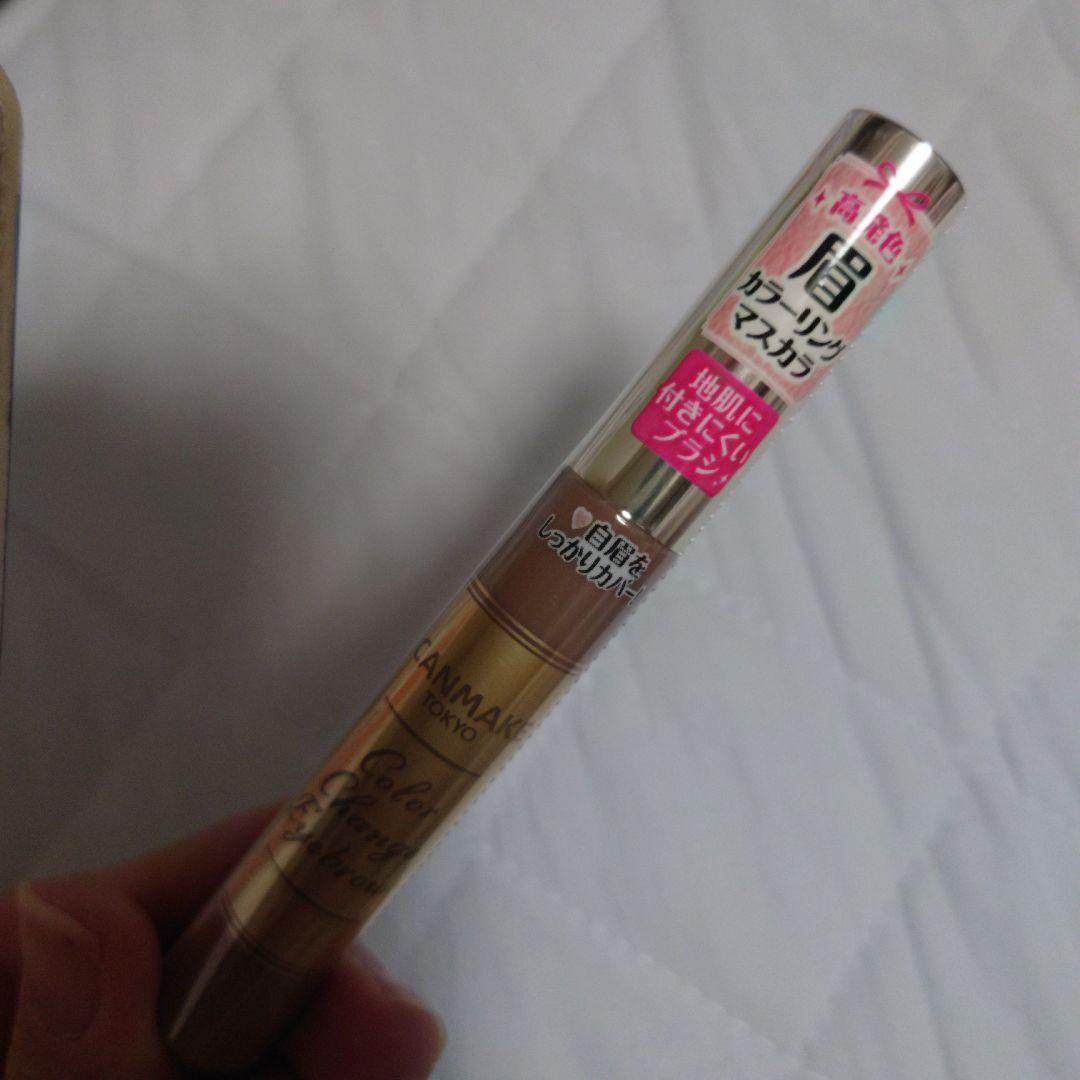 高発色
眉
カラーリング
マスカラ
地肌に
付きにくい
ブラシ
自眉を
しっかりカバー!
CANMAKE
TOKYO
Color
Change
Eyebrow